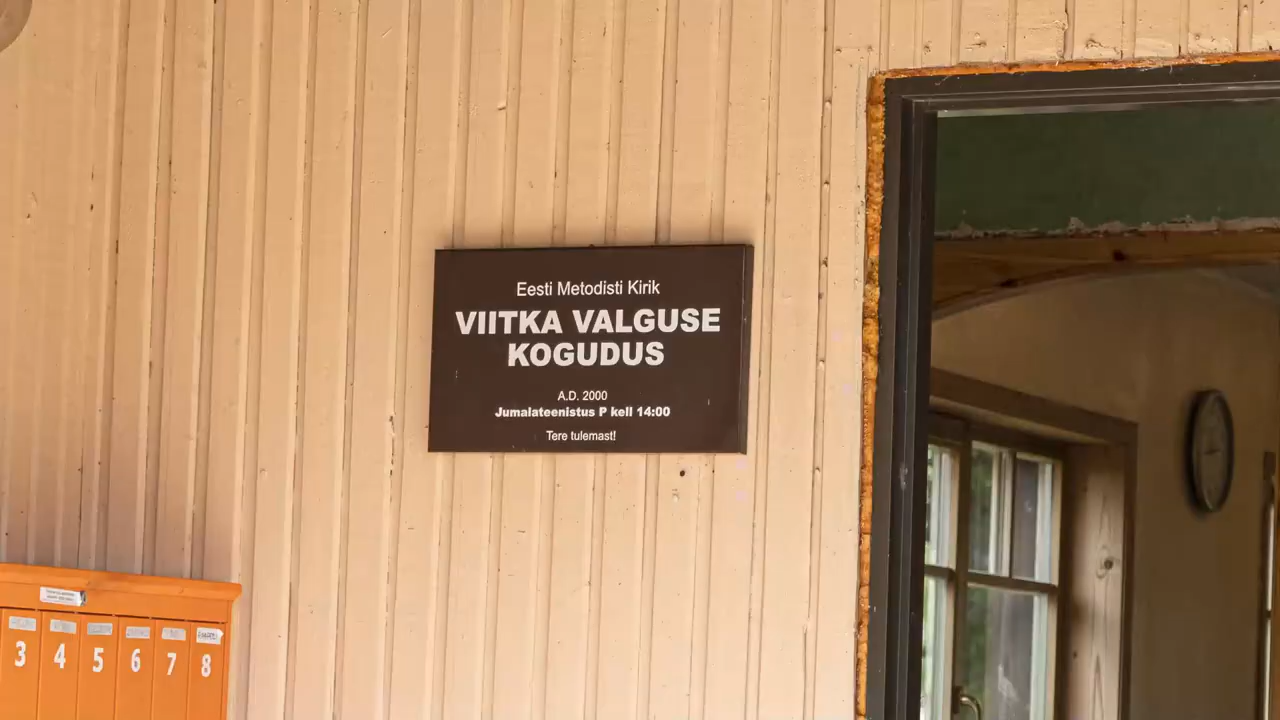 Eesti Metodisti Kirik
VIITKA VALGUSE
KOGUDUS
A.D. 2000
Jumalateenistus P kell 14:00
Tere tulemast!
3 4 5 6 7 8